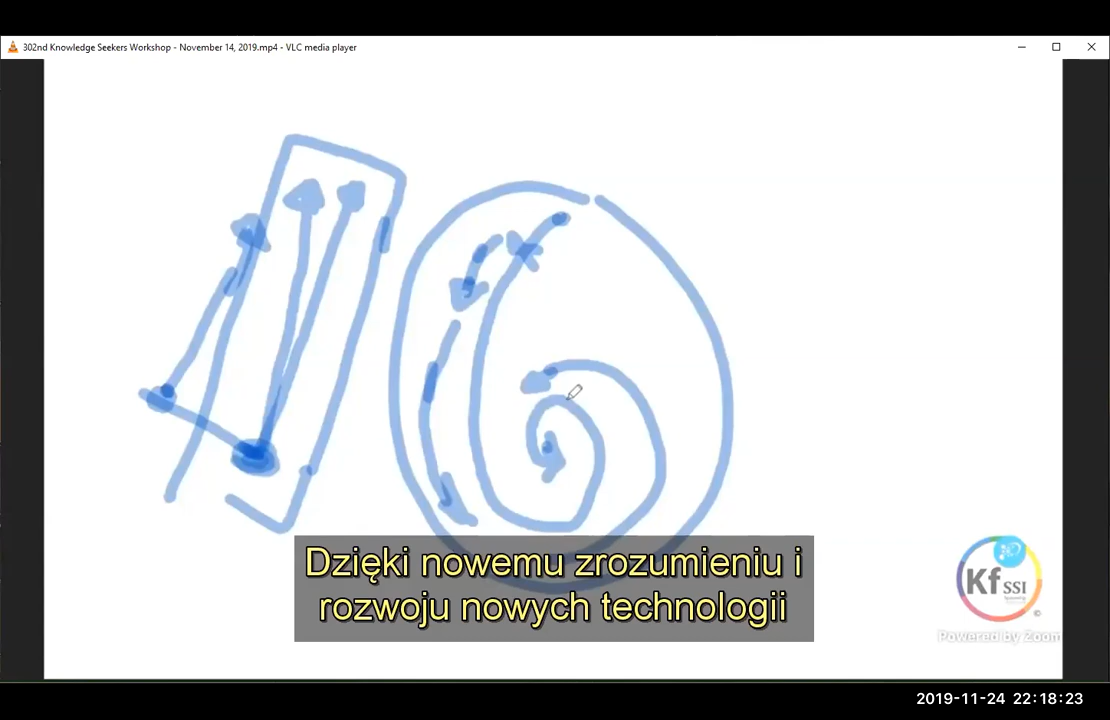 302nd Knowledge Seekers Workshop - November 14, 2019.mp4 - VLC media player
Dzięki nowemu zrozumieniu i
rozwoju nowych technologii
Kf SSI
©
Powered by Zoom
2019-11-24 22:18:23